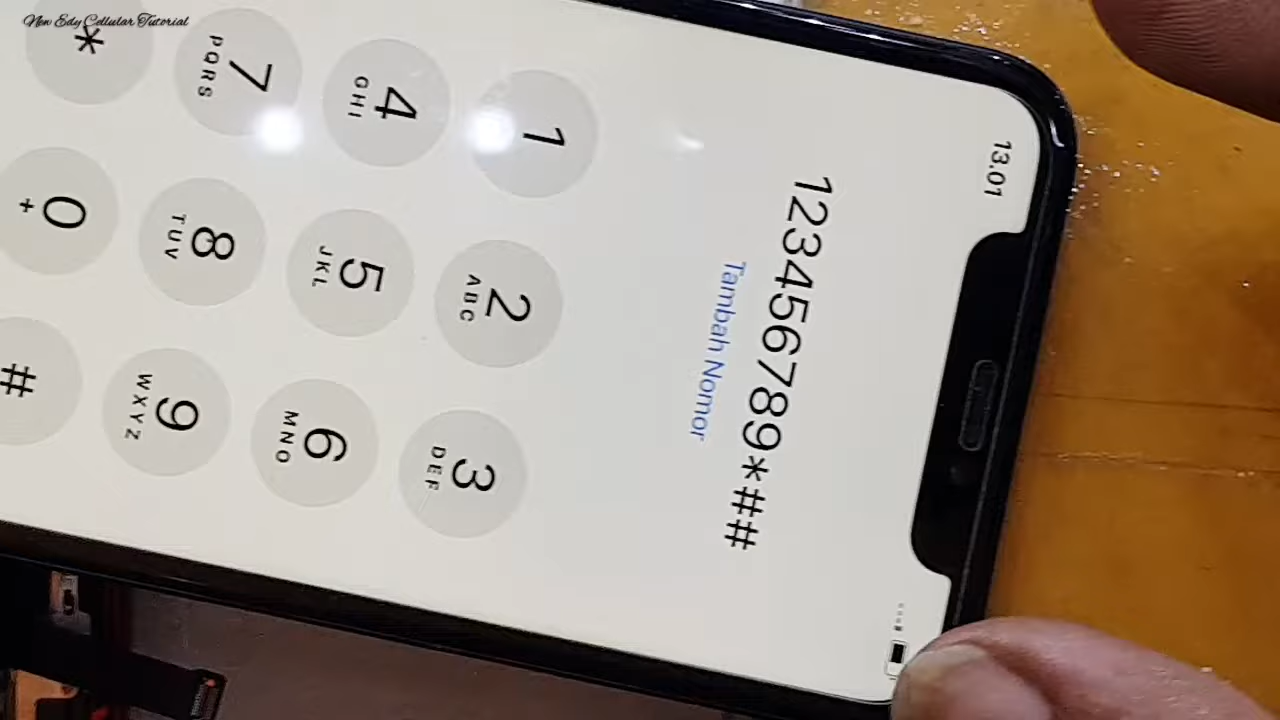 New Edy Cellular Tutorial
13.01
123456789*##
Tambah Nomor
1
2
ABC
3
DEF
4
GHI
5
JKL
6
MNO
7
PQRS
8
TUV
9
WXYZ
*
0
+
#